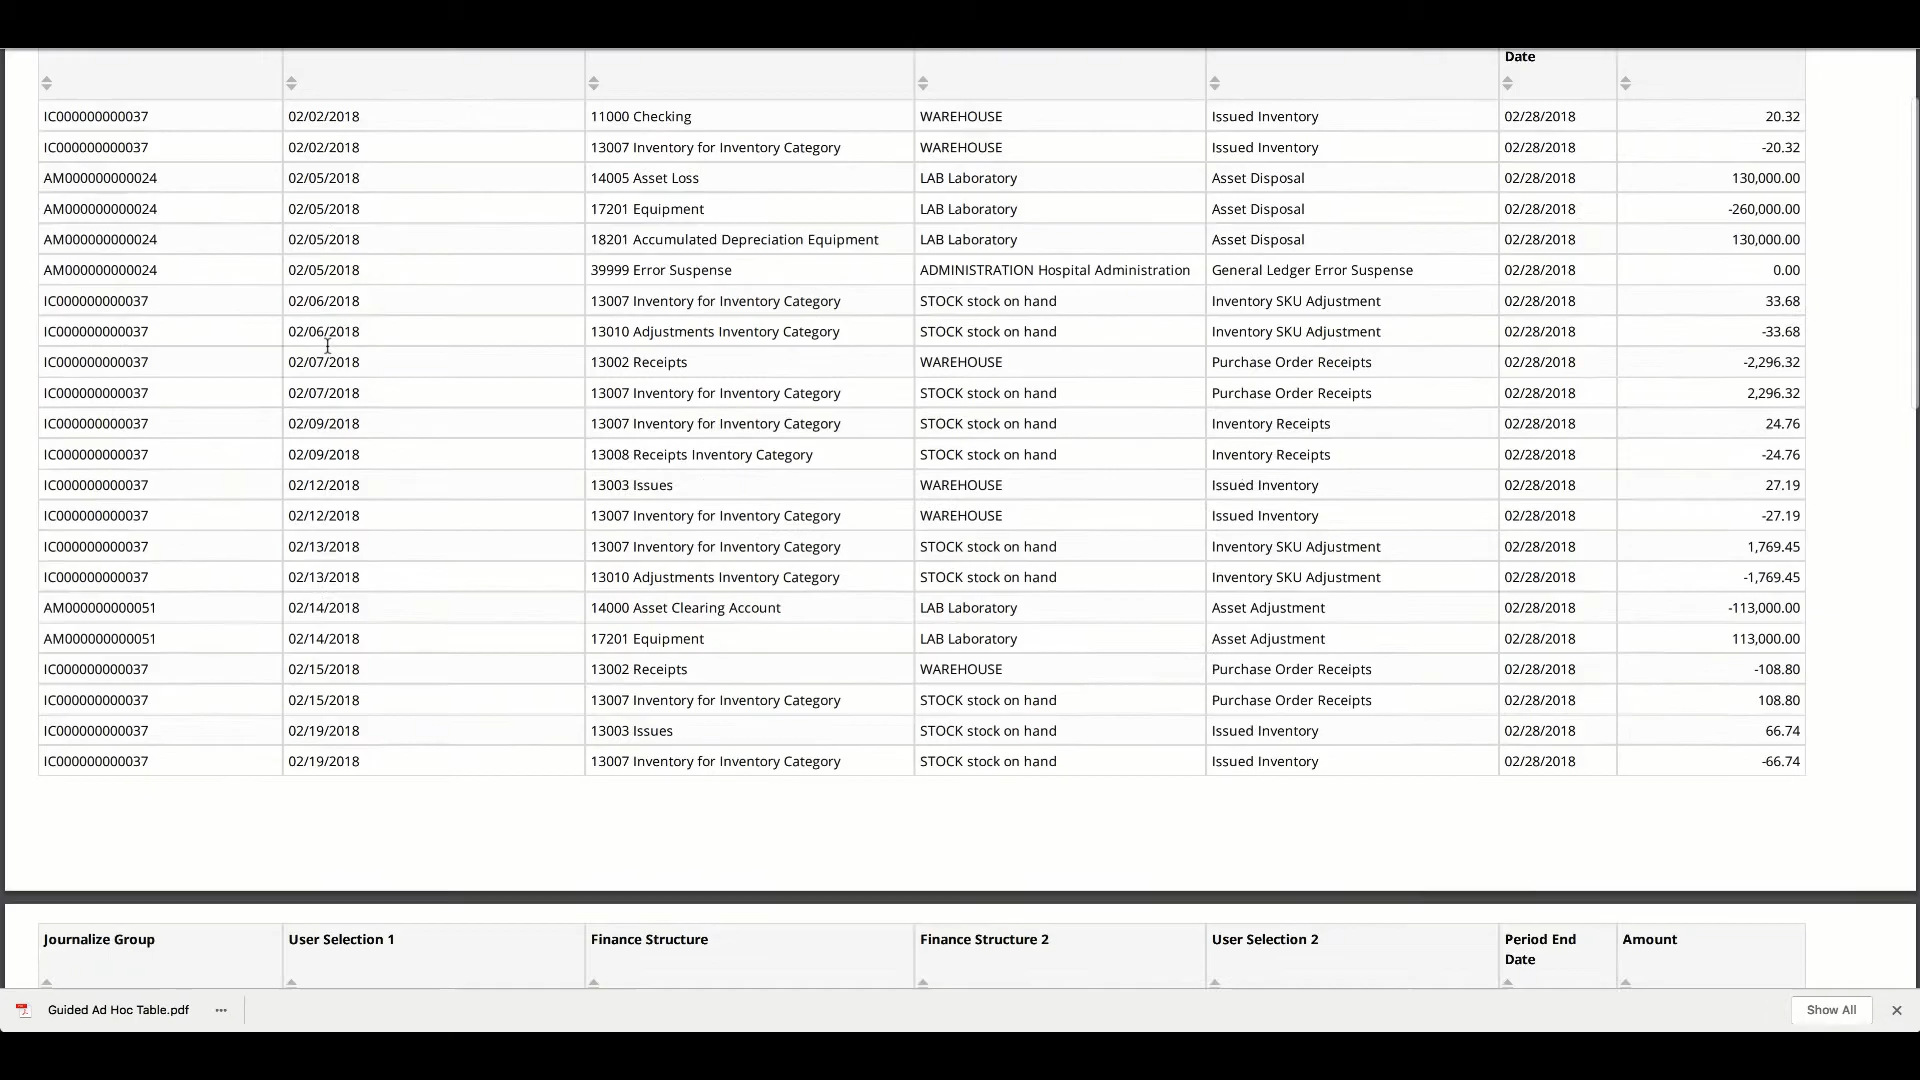 Date
IC000000000037 02/02/2018 11000 Checking WAREHOUSE Issued Inventory 02/28/2018 20.32
IC000000000037 02/02/2018 13007 Inventory for Inventory Category WAREHOUSE Issued Inventory 02/28/2018 -20.32
AM000000000024 02/05/2018 14005 Asset Loss LAB Laboratory Asset Disposal 02/28/2018 130,000.00
AM000000000024 02/05/2018 17201 Equipment LAB Laboratory Asset Disposal 02/28/2018 -260,000.00
AM000000000024 02/05/2018 18201 Accumulated Depreciation Equipment LAB Laboratory Asset Disposal 02/28/2018 130,000.00
AM000000000024 02/05/2018 39999 Error Suspense ADMINISTRATION Hospital Administration General Ledger Error Suspense 02/28/2018 0.00
IC000000000037 02/06/2018 13007 Inventory for Inventory Category STOCK stock on hand Inventory SKU Adjustment 02/28/2018 33.68
IC000000000037 02/06/2018 13010 Adjustments Inventory Category STOCK stock on hand Inventory SKU Adjustment 02/28/2018 -33.68
IC000000000037 02/07/2018 13002 Receipts WAREHOUSE Purchase Order Receipts 02/28/2018 -2,296.32
IC000000000037 02/07/2018 13007 Inventory for Inventory Category STOCK stock on hand Purchase Order Receipts 02/28/2018 2,296.32
IC000000000037 02/09/2018 13007 Inventory for Inventory Category STOCK stock on hand Inventory Receipts 02/28/2018 24.76
IC000000000037 02/09/2018 13008 Receipts Inventory Category STOCK stock on hand Inventory Receipts 02/28/2018 -24.76
IC000000000037 02/12/2018 13003 Issues WAREHOUSE Issued Inventory 02/28/2018 27.19
IC000000000037 02/12/2018 13007 Inventory for Inventory Category WAREHOUSE Issued Inventory 02/28/2018 -27.19
IC000000000037 02/13/2018 13007 Inventory for Inventory Category STOCK stock on hand Inventory SKU Adjustment 02/28/2018 1,769.45
IC000000000037 02/13/2018 13010 Adjustments Inventory Category STOCK stock on hand Inventory SKU Adjustment 02/28/2018 -1,769.45
AM000000000051 02/14/2018 14000 Asset Clearing Account LAB Laboratory Asset Adjustment 02/28/2018 -113,000.00
AM000000000051 02/14/2018 17201 Equipment LAB Laboratory Asset Adjustment 02/28/2018 113,000.00
IC000000000037 02/15/2018 13002 Receipts WAREHOUSE Purchase Order Receipts 02/28/2018 -108.80
IC000000000037 02/15/2018 13007 Inventory for Inventory Category STOCK stock on hand Purchase Order Receipts 02/28/2018 108.80
IC000000000037 02/19/2018 13003 Issues STOCK stock on hand Issued Inventory 02/28/2018 66.74
IC000000000037 02/19/2018 13007 Inventory for Inventory Category STOCK stock on hand Issued Inventory 02/28/2018 -66.74
Journalize Group User Selection 1 Finance Structure Finance Structure 2 User Selection 2 Period End Amount
Date
Guided Ad Hoc Table.pdf Show All